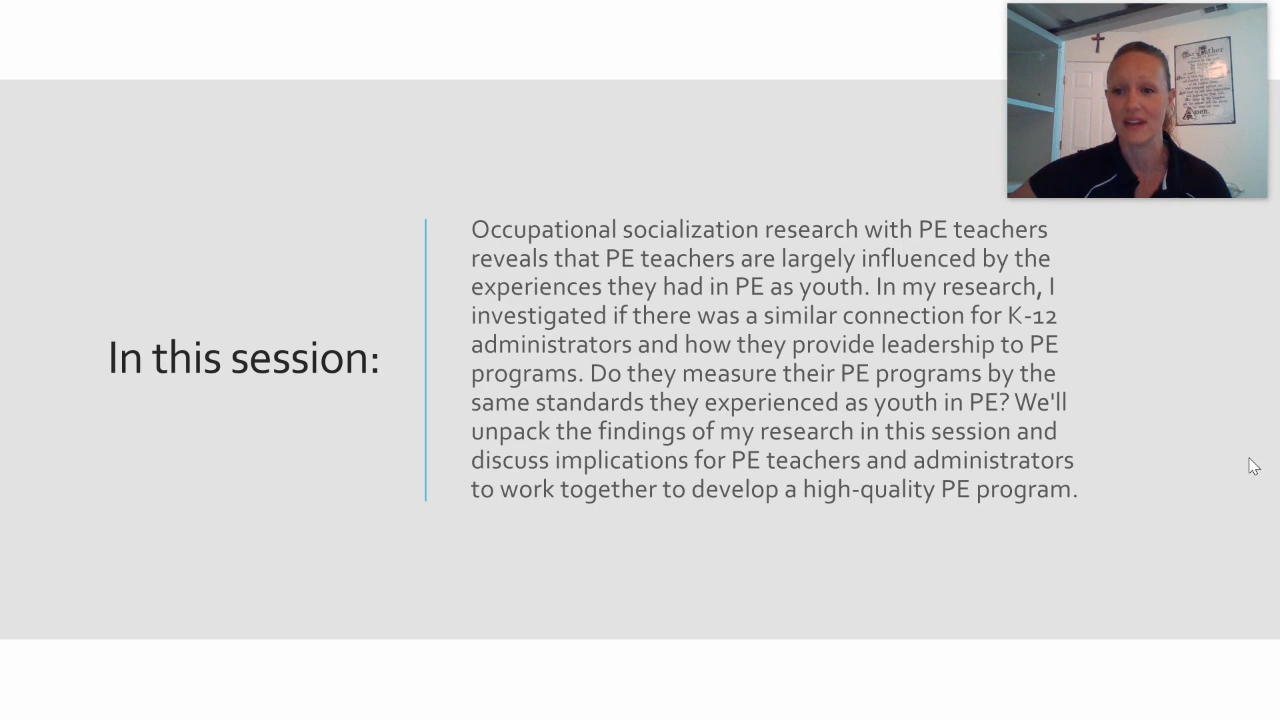 In this session:
Occupational socialization research with PE teachers
reveals that PE teachers are largely influenced by the
experiences they had in PE as youth. In my research, I
investigated if there was a similar connection for K-12
administrators and how they provide leadership to PE
programs. Do they measure their PE programs by the
same standards they experienced as youth in PE? We'll
unpack the findings of my research in this session and
discuss implications for PE teachers and administrators
to work together to develop a high-quality PE program.
Our Father
Amen.